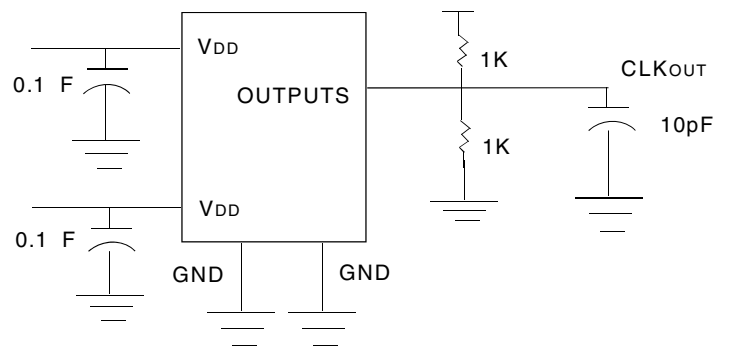 VDD
1K
CLKOUT
0.1 F
OUTPUTS
10pF
1K
VDD
0.1 F
GND
GND